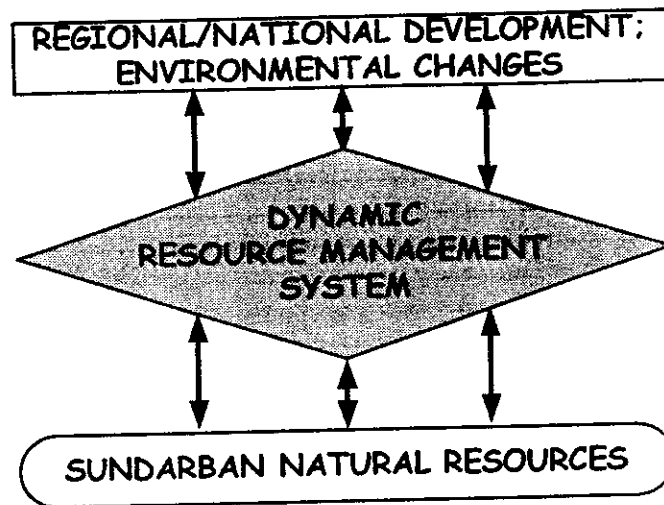 REGIONAL/NATIONAL DEVELOPMENT;
ENVIRONMENTAL CHANGES
DYNAMIC
RESOURCE MANAGEMENT
SYSTEM
SUNDARBAN NATURAL RESOURCES